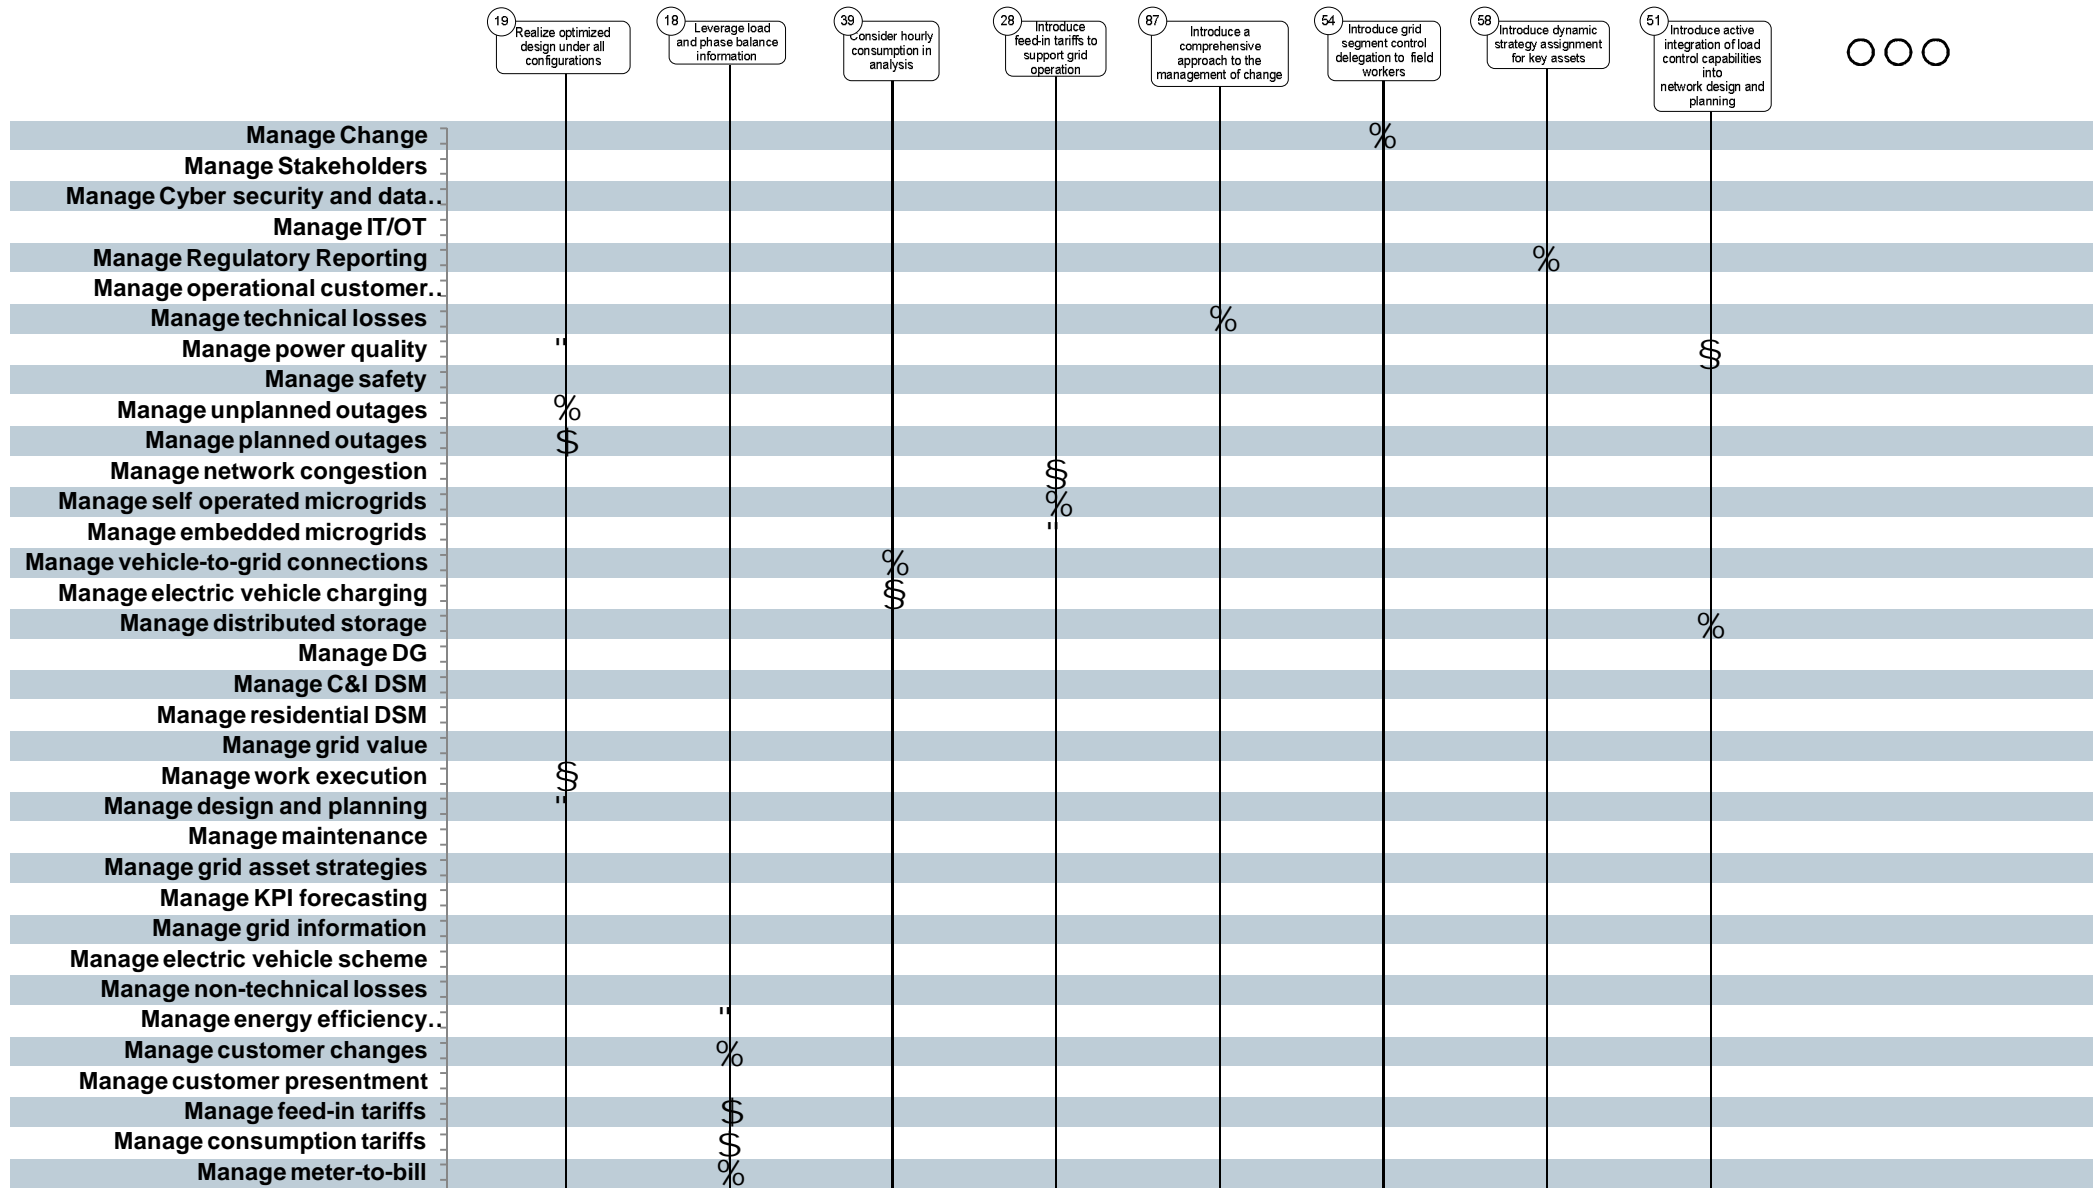 19
Realize optimized
design under all
configurations
18
Leverage load
and phase balance
information
39
Consider hourly
consumption in
analysis
28
Introduce
feed-in tariffs to
support grid
operation
87
Introduce a
comprehensive
approach to the
management of change
54
Introduce grid
segment control
delegation to field
workers
58
Introduce dynamic
strategy assignment
for key assets
51
Introduce active
integration of load
control capabilities
into
network design and
planning
Manage Change %
Manage Stakeholders
Manage Cyber security and data..
Manage IT/OT
Manage Regulatory Reporting %
Manage operational customer..
Manage technical losses %
Manage power quality " §
Manage safety
Manage unplanned outages %
Manage planned outages $
Manage network congestion §
Manage self operated microgrids %
Manage embedded microgrids "
Manage vehicle-to-grid connections %
Manage electric vehicle charging §
Manage distributed storage %
Manage DG
Manage C&I DSM
Manage residential DSM
Manage grid value
Manage work execution §
Manage design and planning "
Manage maintenance
Manage grid asset strategies
Manage KPI forecasting
Manage grid information
Manage electric vehicle scheme
Manage non-technical losses
Manage energy efficiency.. "
Manage customer changes %
Manage customer presentment
Manage feed-in tariffs $
Manage consumption tariffs $
Manage meter-to-bill %